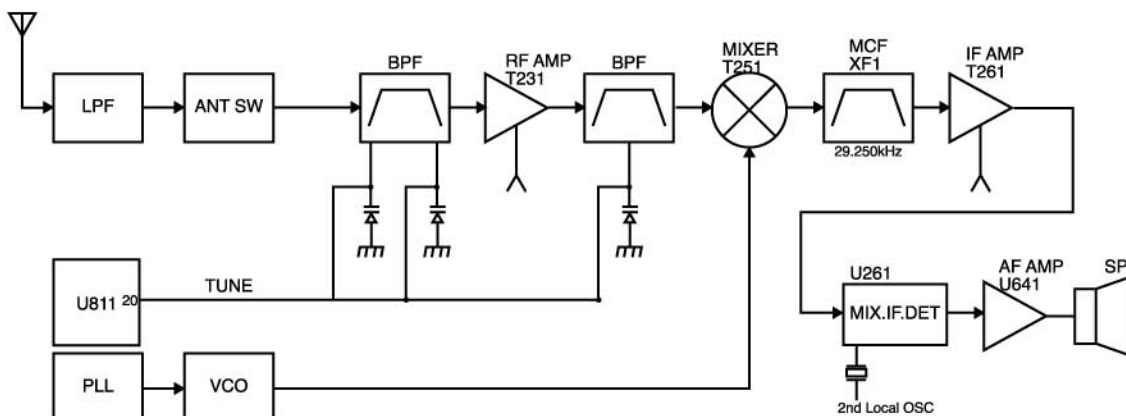 LPF
ANT SW
BPF
RF AMP
T231
BPF
MIXER
T251
MCF
XF1
29.250kHz
IF AMP
T261
U811
20
TUNE
PLL
VCO
U261
MIX.IF.DET
2nd Local OSC
AF AMP
U641
SP